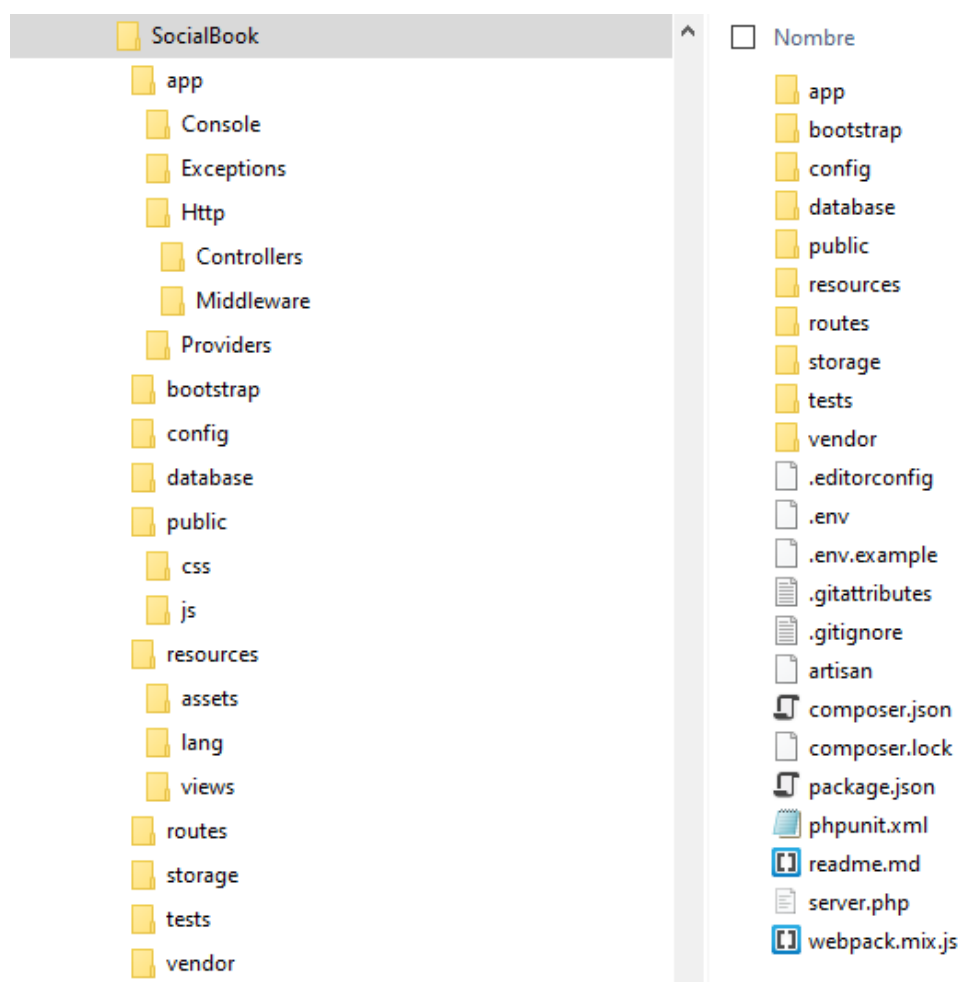 SocialBook
app
Console
Exceptions
Http
Controllers
Middleware
Providers
bootstrap
config
database
public
css
js
resources
assets
lang
views
routes
storage
tests
vendor
Nombre
app
bootstrap
config
database
public
resources
routes
storage
tests
vendor
.editorconfig
.env
.env.example
.gitattributes
.gitignore
artisan
composer.json
composer.lock
package.json
phpunit.xml
readme.md
server.php
webpack.mix.js